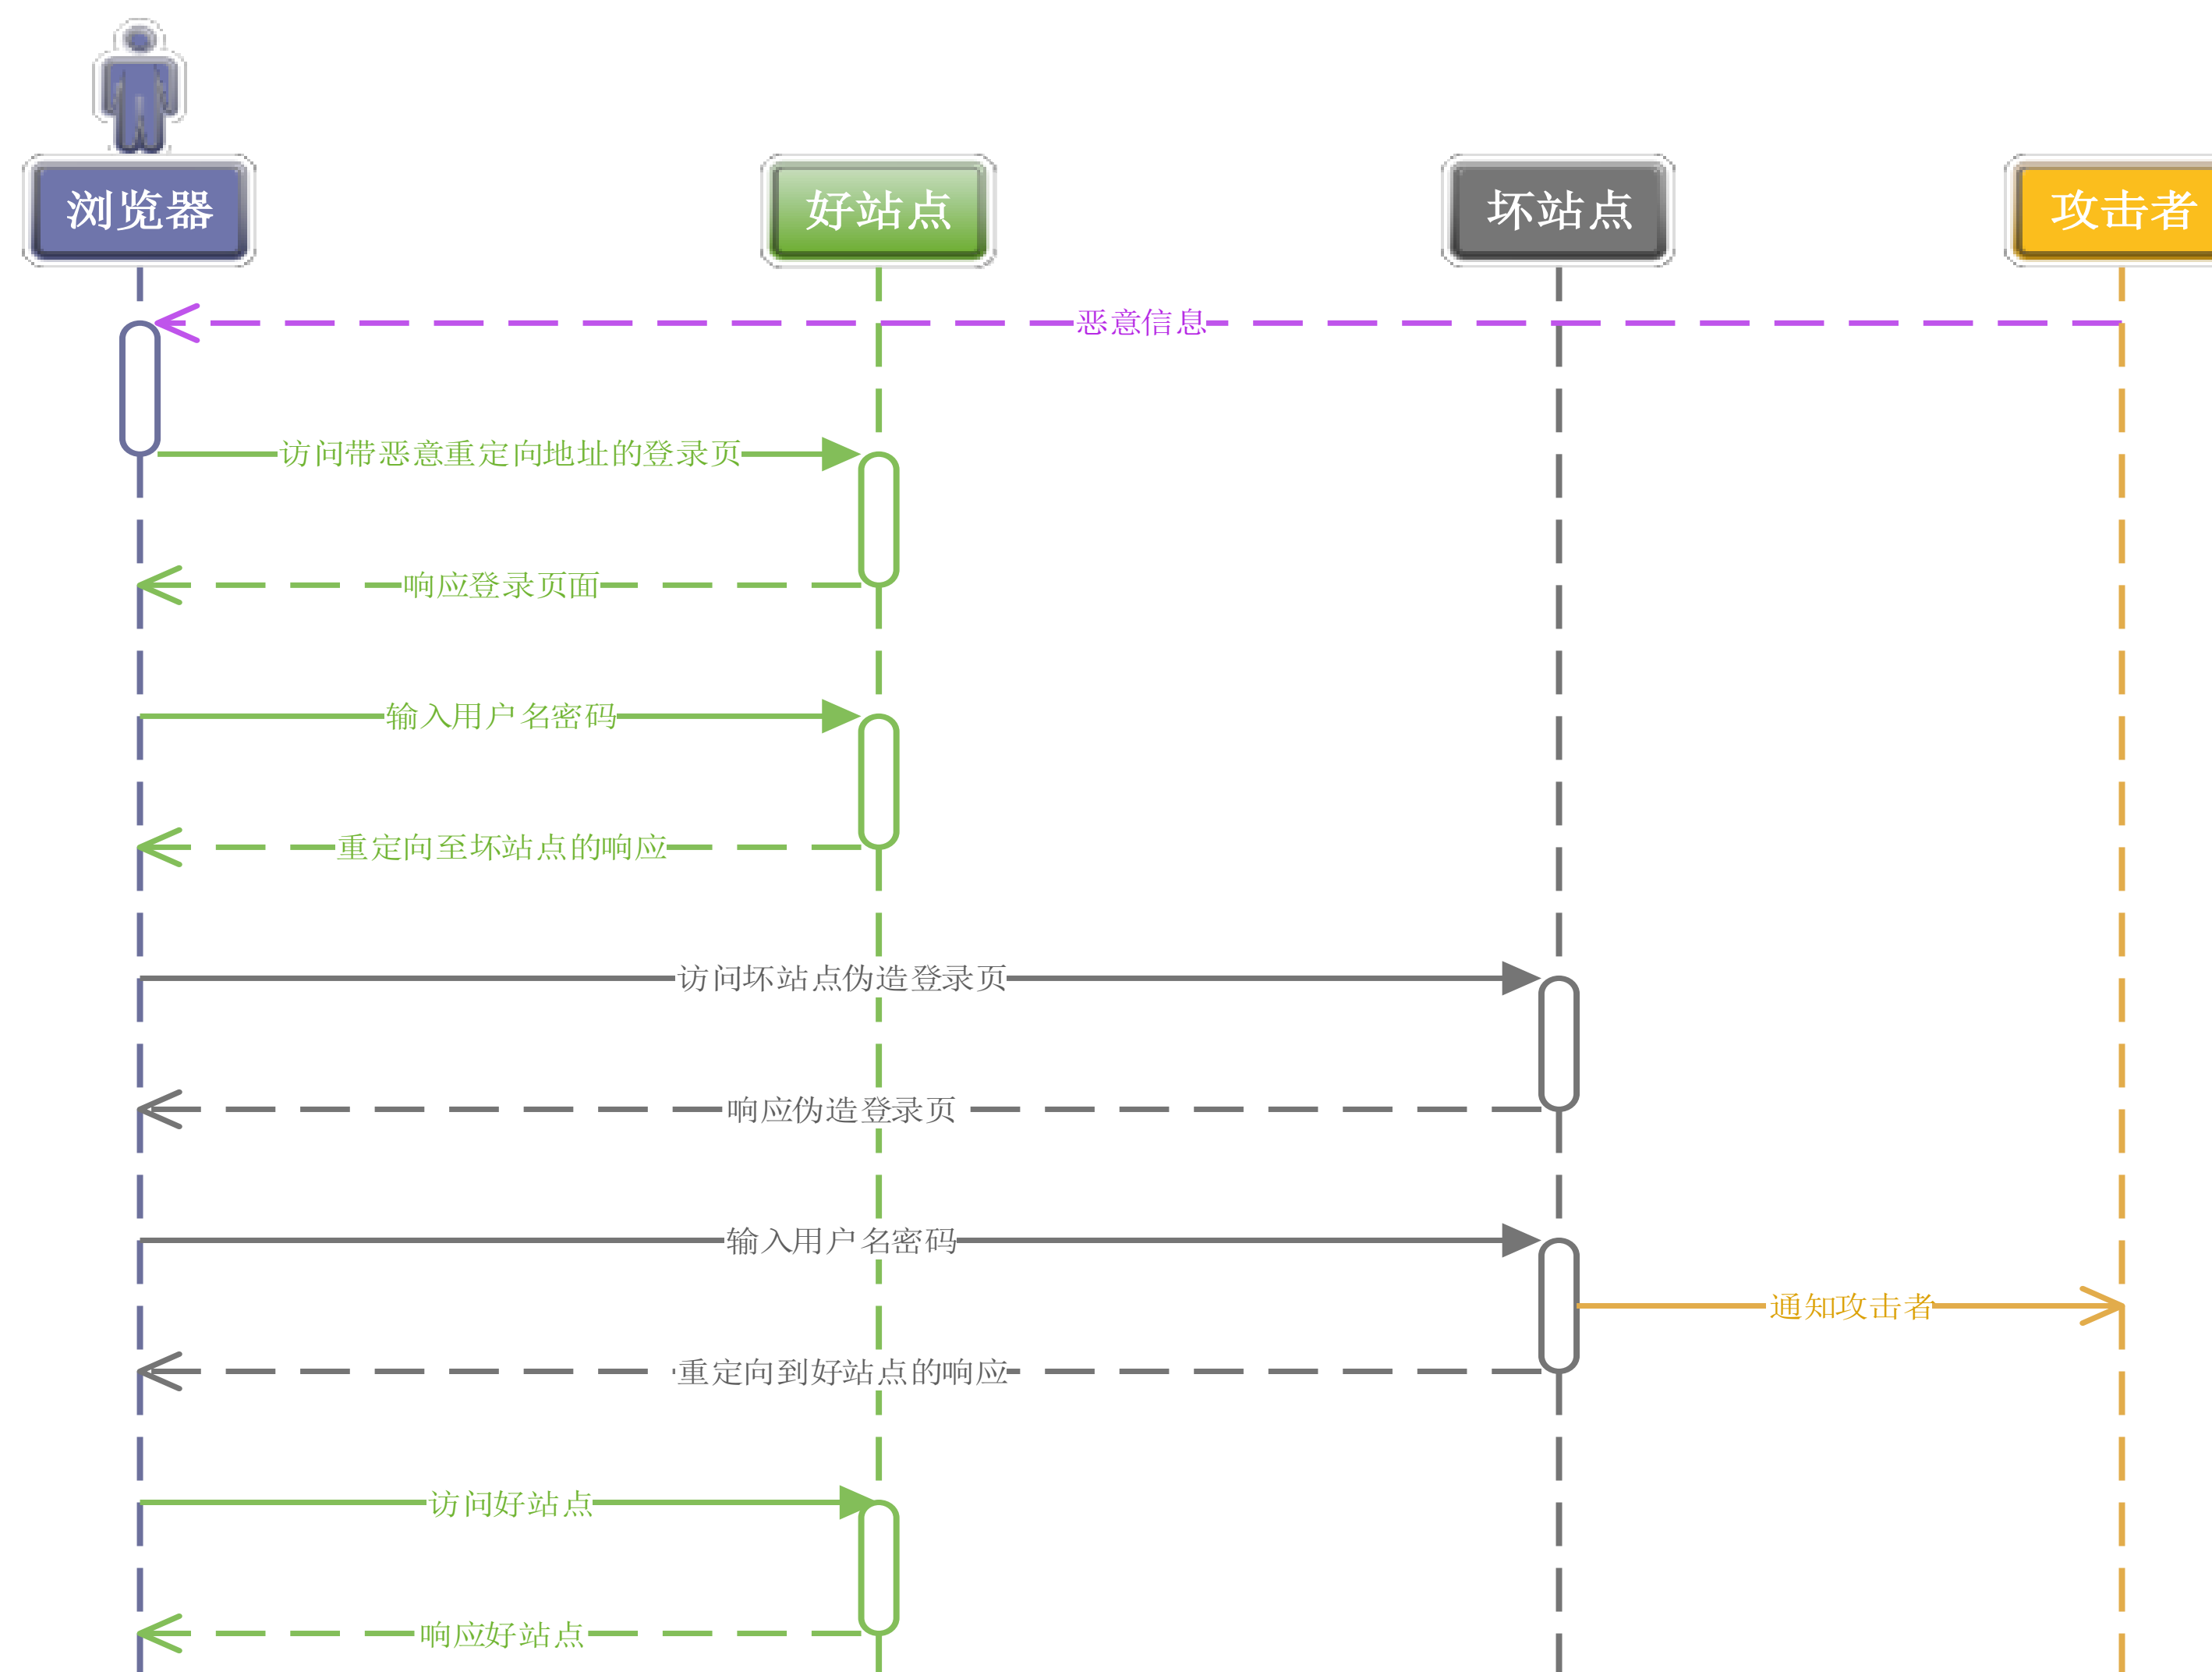 浏览器
好站点
坏站点
攻击者
恶意信息
访问带恶意重定向地址的登录页
响应登录页面
输入用户名密码
重定向至坏站点的响应
访问坏站点伪造登录页
响应伪造登录页
输入用户名密码
通知攻击者
重定向到好站点的响应
访问好站点
响应好站点